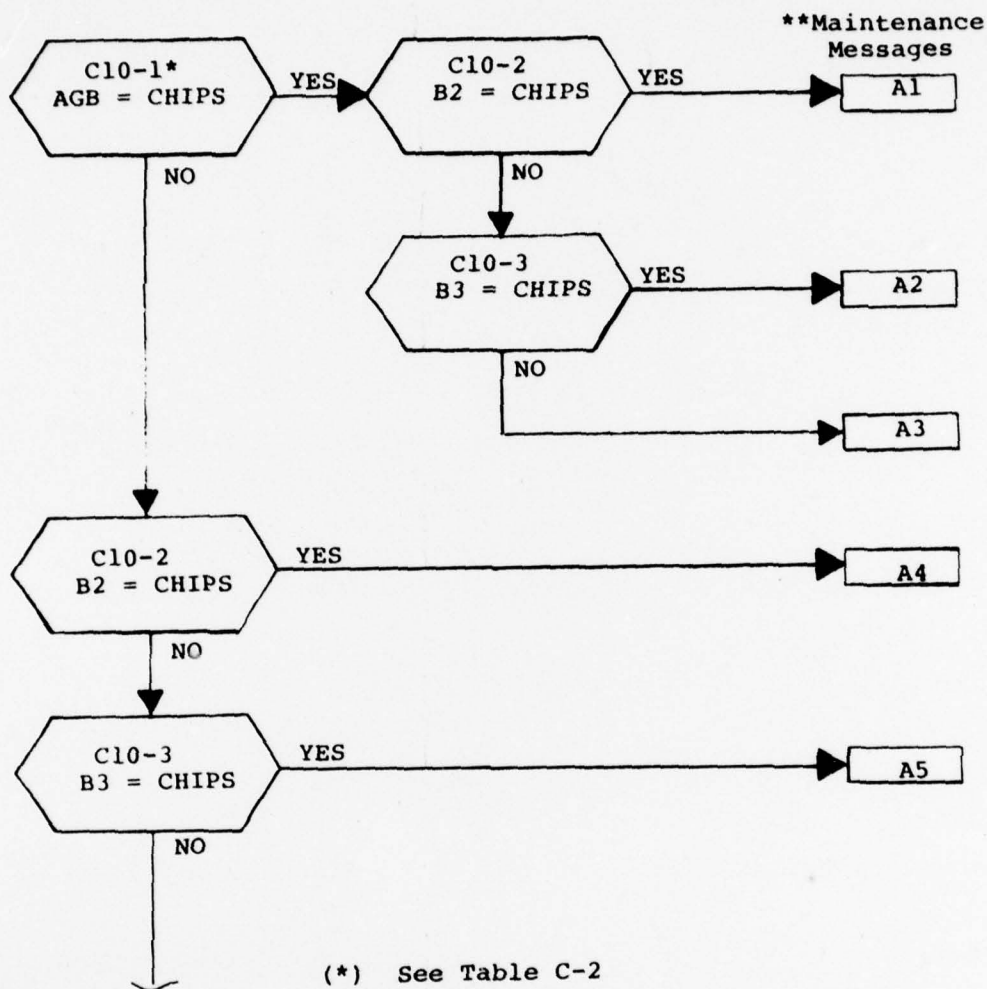 **Maintenance
Messages
C10-1*
AGB = CHIPS
YES
C10-2
B2 = CHIPS
YES
A1
NO
NO
C10-3
B3 = CHIPS
YES
A2
NO
A3
C10-2
B2 = CHIPS
YES
A4
NO
C10-3
B3 = CHIPS
YES
A5
NO
(*) See Table C-2